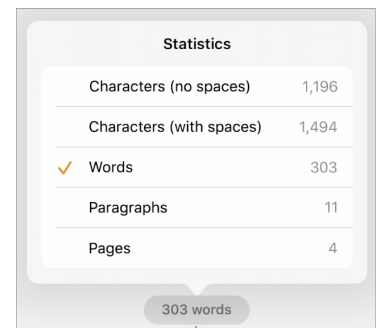 Statistics
Characters (no spaces) 1,196
Characters (with spaces) 1,494
Words 303
Paragraphs 11
Pages 4
303 words